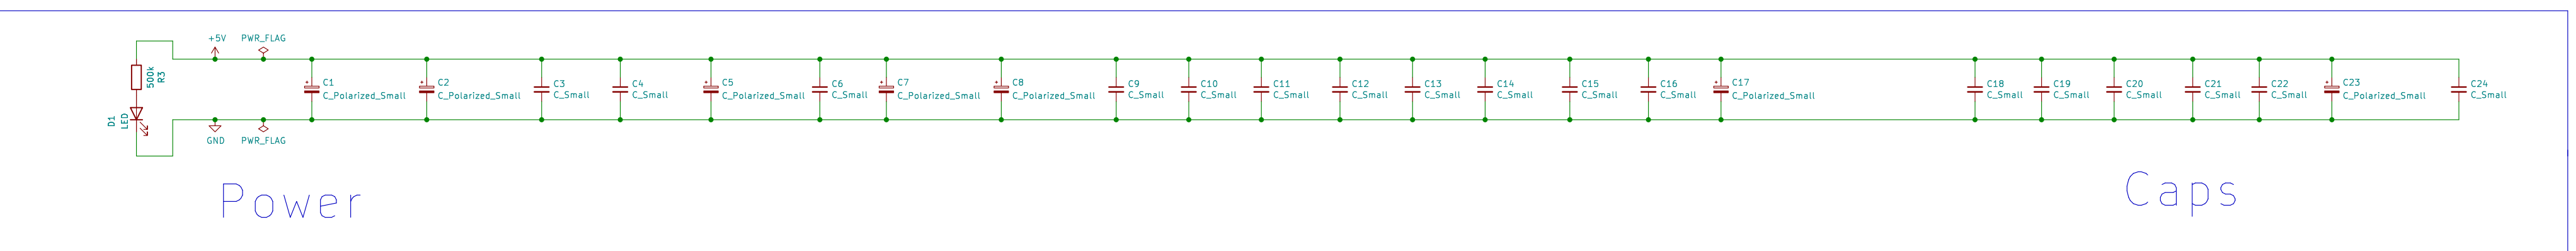 +5V
PWR_FLAG
500k
R3
D1
LED
GND
PWR_FLAG
C1
C_Polarized_Small
C2
C_Polarized_Small
C3
C_Small
C4
C_Small
C5
C_Polarized_Small
C6
C_Small
C7
C_Polarized_Small
C8
C_Polarized_Small
C9
C_Small
C10
C_Small
C11
C_Small
C12
C_Small
C13
C_Small
C14
C_Small
C15
C_Small
C16
C_Small
C17
C_Polarized_Small
C18
C_Small
C19
C_Small
C20
C_Small
C21
C_Small
C22
C_Small
C23
C_Polarized_Small
C24
C_Small
Power
Caps